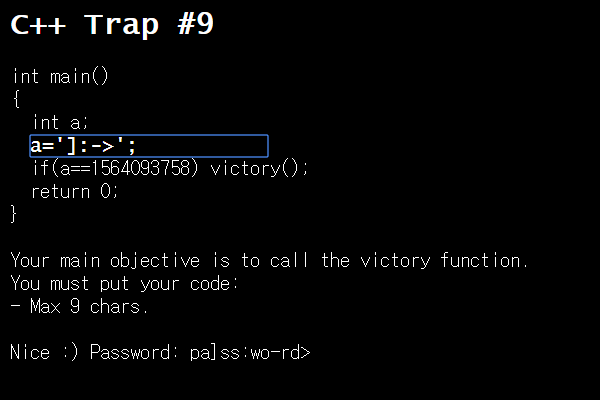 C++ Trap #9
int main()
{
int a;
a=']:->';
if(a==1564093758) victory();
return 0;
}
Your main objective is to call the victory function.
You must put your code:
- Max 9 chars.
Nice :) Password: pa]ss:wo-rd>